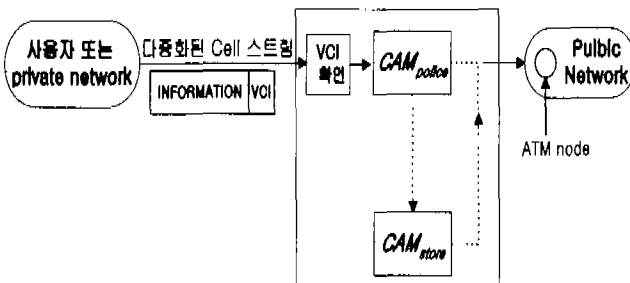 사용자 또는
private network
다중화된 Cell 스트림
INFORMATION VCI
VCI
확인
CAM police
CAM store
Pulbic
Network
ATM node